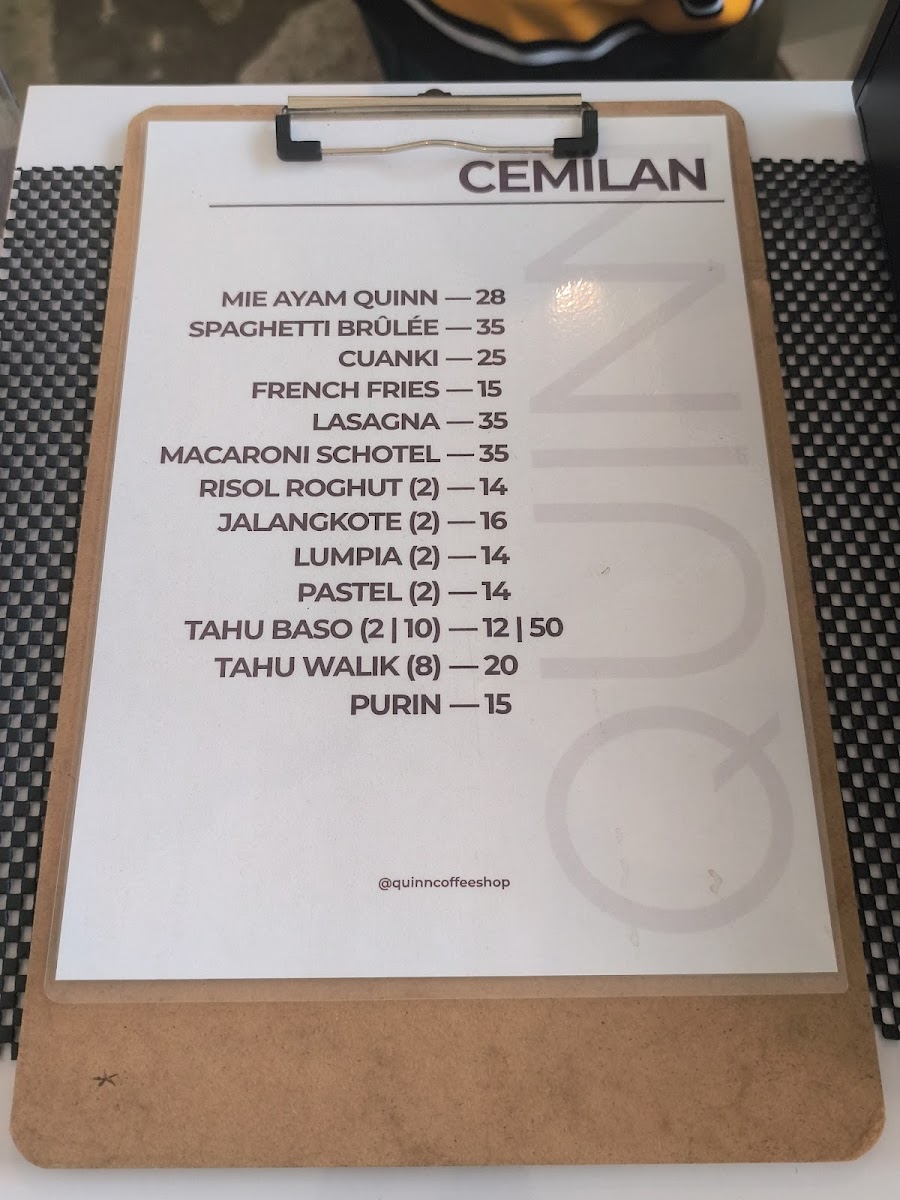 CEMILAN
MIE AYAM QUINN — 28
SPAGHETTI BRÛLÉE — 35
CUANKI — 25
FRENCH FRIES — 15
LASAGNA — 35
MACARONI SCHOTEL — 35
RISOL ROGHUT (2) — 14
JALANGKOTE (2) — 16
LUMPIA (2) — 14
PASTEL (2) — 14
TAHU BASO (2 | 10) — 12 | 50
TAHU WALIK (8) — 20
PURIN — 15
@quinncoffeeshop
QUINN